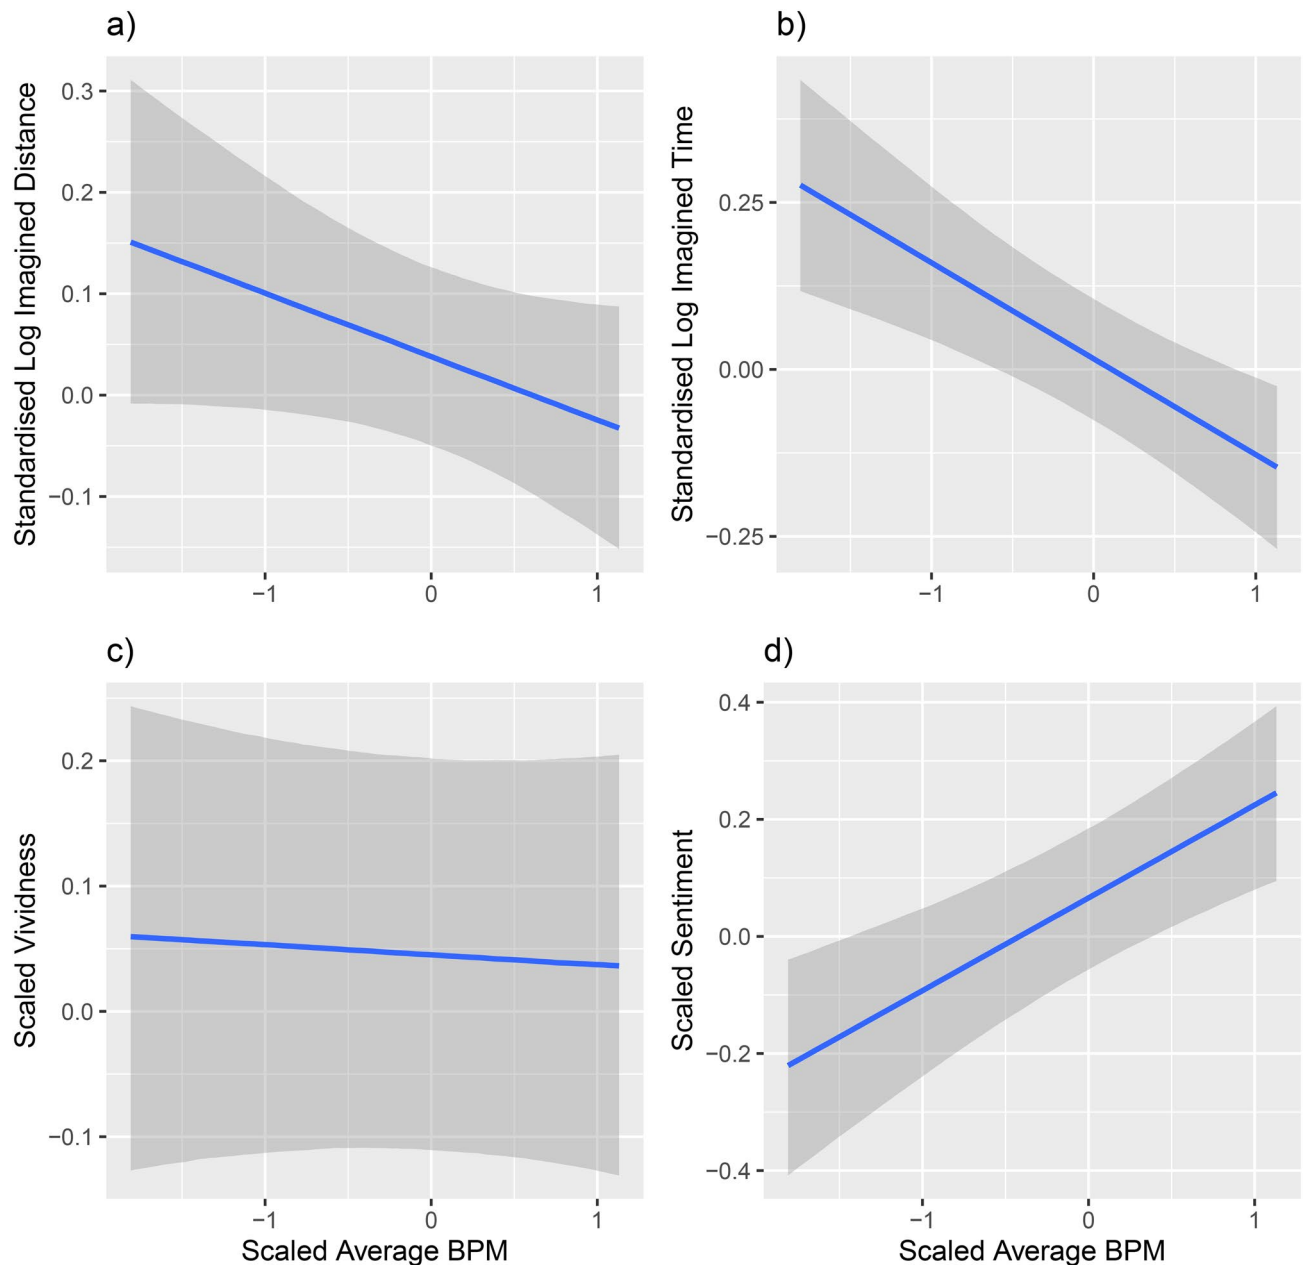 a)
Standardised Log Imagined Distance
0.3
0.2
0.1
0.0
−0.1
−1 0 1
b)
Standardised Log Imagined Time
0.25
0.00
−0.25
−1 0 1
c)
Scaled Vividness
0.2
0.1
0.0
−0.1
−1 0 1
Scaled Average BPM
d)
Scaled Sentiment
0.4
0.2
0.0
−0.2
−0.4
−1 0 1
Scaled Average BPM